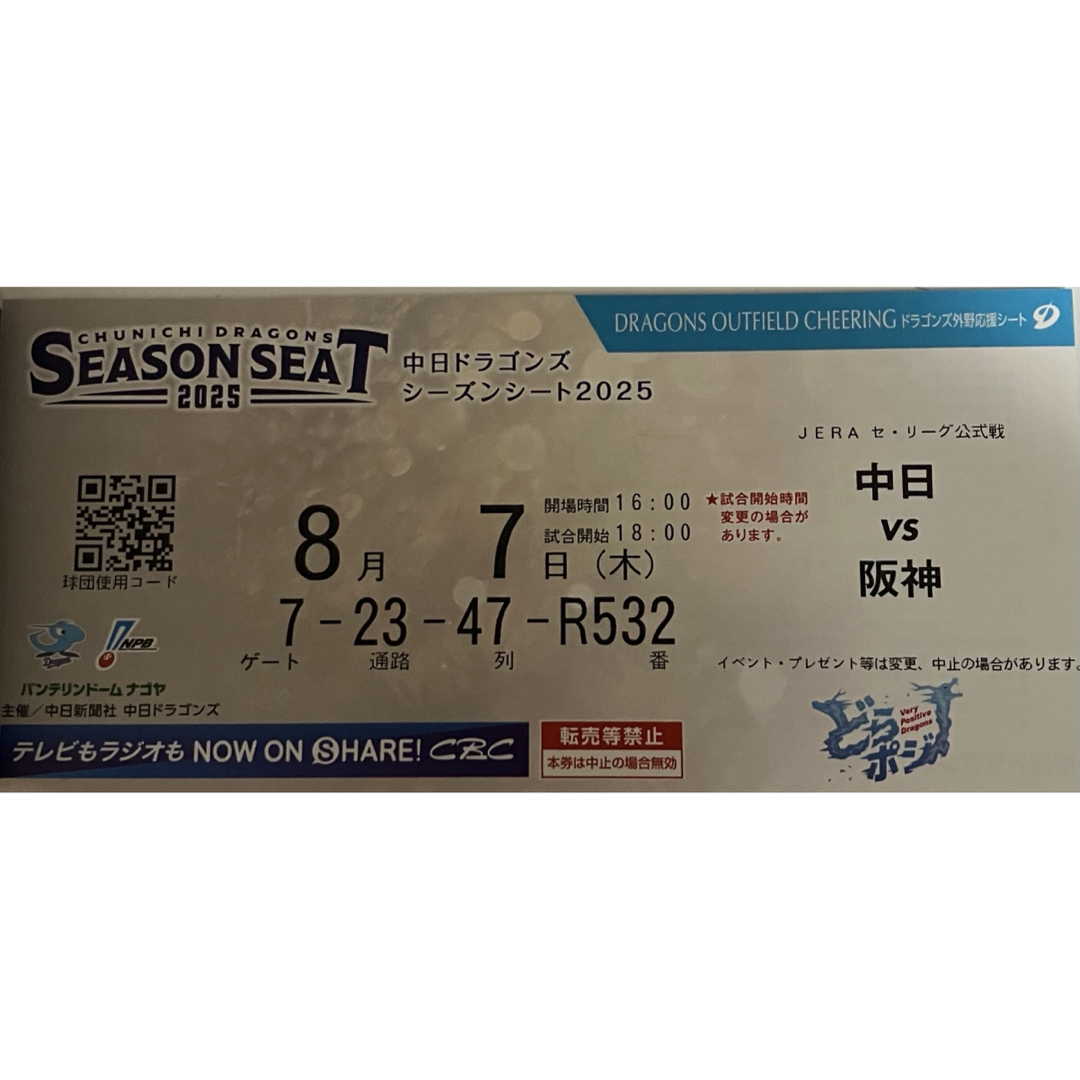 DRAGONS OUTFIELD CHEERING ドラゴンズ外野応援シート
CHUNICHI DRAGONS
SEASON SEAT
2025
中日ドラゴンズ
シーズンシート2025
JERA セ・リーグ公式戦
中日
vs
阪神
8月 7日(木)
開場時間 16:00
試合開始 18:00
★試合開始時間
変更の場合が
あります。
球団使用コード
7-23-47-R532
ゲート 通路 列 番
イベント・プレゼント等は変更、中止の場合があります。
Dragons
NPB
バンテリンドーム ナゴヤ
主催/中日新聞社 中日ドラゴンズ
テレビもラジオも NOW ON SHARE! CBC
転売等禁止
本券は中止の場合無効
Very
Positive
Dragons
どらポジ